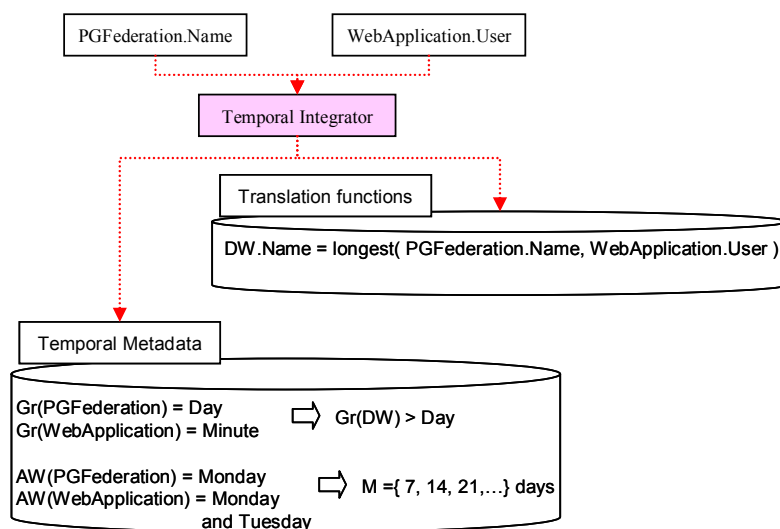 PGFederation.Name
WebApplication.User
Temporal Integrator
Translation functions
DW.Name = longest( PGFederation.Name, WebApplication.User )
Temporal Metadata
Gr(PGFederation) = Day
Gr(WebApplication) = Minute
Gr(DW) > Day
AW(PGFederation) = Monday
AW(WebApplication) = Monday
and Tuesday
M ={ 7, 14, 21,...} days